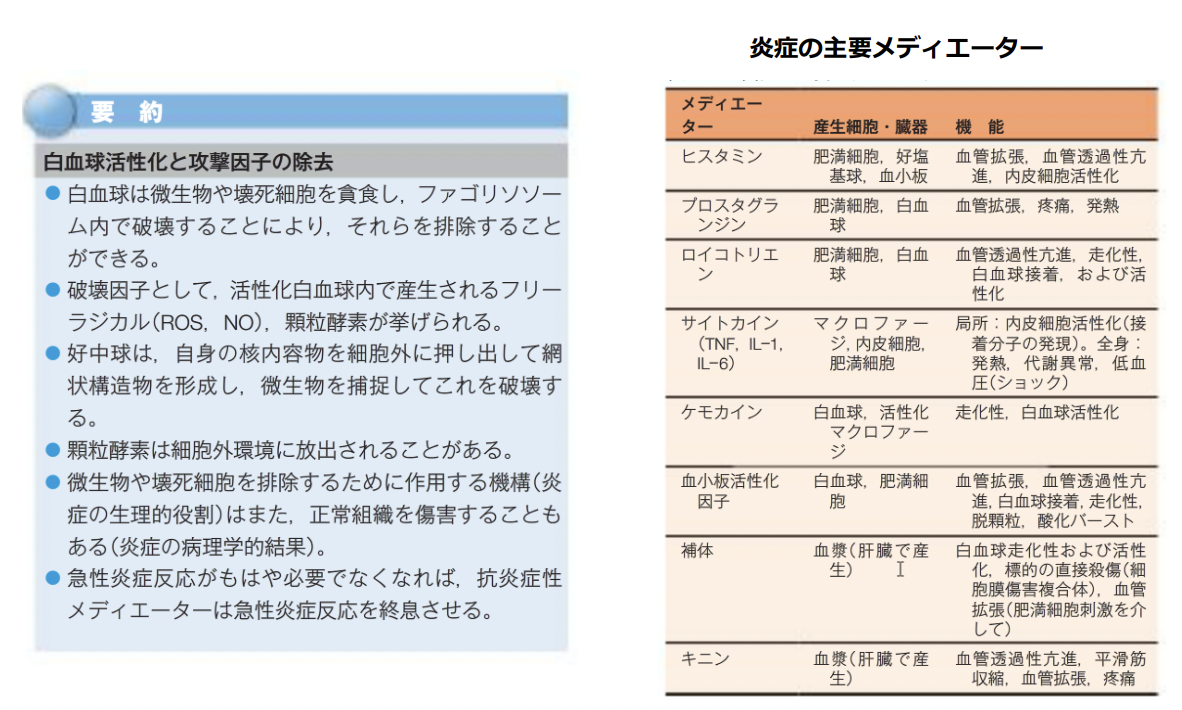 炎症の主要メディエーター
要 約
白血球活性化と攻撃因子の除去
● 白血球は微生物や壊死細胞を貪食し，ファゴリソソー
ム内で破壊することにより，それらを排除すること
ができる。
● 破壊因子として，活性化白血球内で産生されるフリー
ラジカル(ROS，NO)，顆粒酵素が挙げられる。
● 好中球は，自身の核内容物を細胞外に押し出して網
状構造物を形成し，微生物を捕捉してこれを破壊す
る。
● 顆粒酵素は細胞外環境に放出されることがある。
● 微生物や壊死細胞を排除するために作用する機構(炎
症の生理的役割)はまた，正常組織を傷害することも
ある(炎症の病理学的結果)。
● 急性炎症反応がもはや必要でなくなれば，抗炎症性
メディエーターは急性炎症反応を終息させる。
メディエー
ター 産生細胞・臓器 機 能
ヒスタミン 肥満細胞，好塩 血管拡張，血管透過性亢
基球，血小板 進，内皮細胞活性化
プロスタグラ 肥満細胞，白血 血管拡張，疼痛，発熱
ンジン 球
ロイコトリエ 肥満細胞，白血 血管透過性亢進，走化性，
ン 球 白血球接着，および活
性化
サイトカイン マクロファー 局所：内皮細胞活性化(接
(TNF，IL-1， ジ，内皮細胞， 着分子の発現)。全身：
IL-6) 肥満細胞 発熱，代謝異常，低血
圧(ショック)
ケモカイン 白血球，活性化 走化性，白血球活性化
マクロファー
ジ
血小板活性化 白血球，肥満細 血管拡張，血管透過性亢
因子 胞 進，白血球接着，走化性，
脱顆粒，酸化バースト
補体 血漿(肝臓で産 白血球走化性および活性
生) 化，標的の直接殺傷(細
胞膜傷害複合体)，血管
拡張(肥満細胞刺激を介
して)
キニン 血漿(肝臓で産 血管透過性亢進，平滑筋
生) 収縮，血管拡張，疼痛